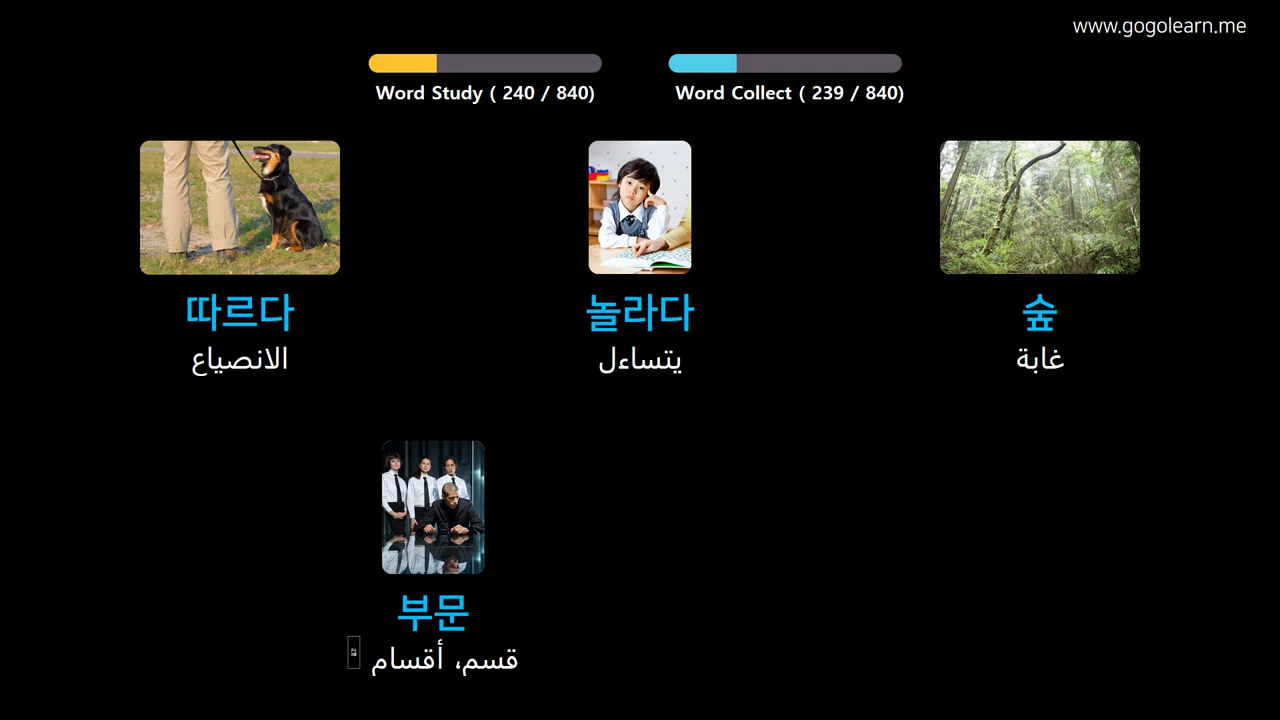 www.gogolearn.me
Word Study ( 240 / 840)
Word Collect ( 239 / 840)
따르다
الانصياع
놀라다
يتساءل
숲
غابة
부문
قسم، أقسام